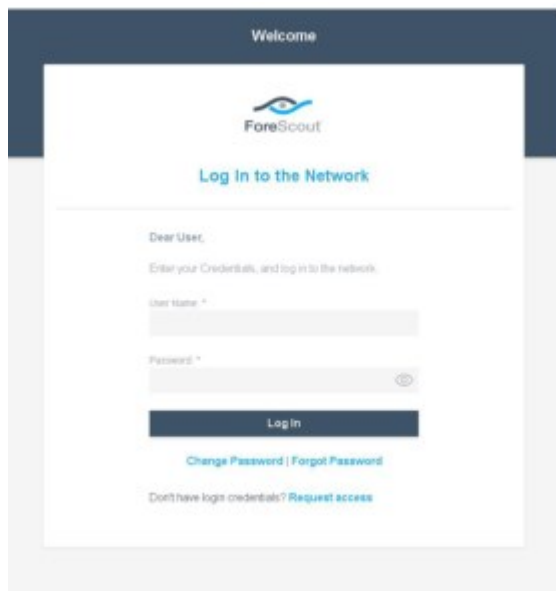 Welcome
ForeScout
Log In to the Network
Dear User,
Enter your Credentials, and log in to the network.
User Name *
Password *
Log In
Change Password | Forgot Password
Don't have login credentials? Request access